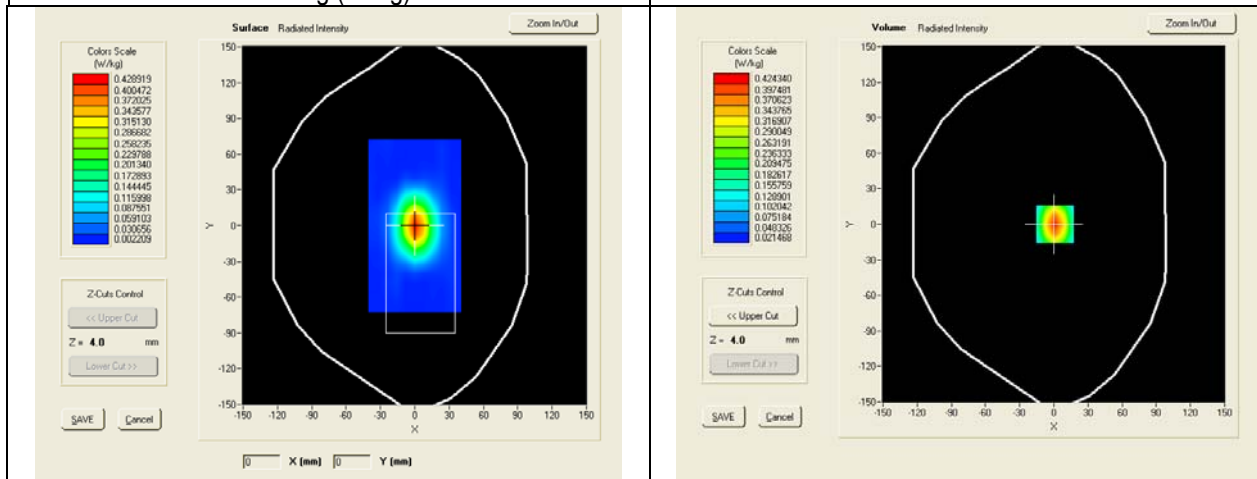 Surface Radiated Intensity
Zoom In/Out
Colors Scale
(W/kg)
0.428919
0.400472
0.372025
0.343577
0.315130
0.286682
0.258235
0.229788
0.201340
0.172893
0.144445
0.115998
0.087551
0.059103
0.030656
0.002209
Z-Cuts Control
<< Upper Cut
Z = 4.0 mm
Lower Cut >>
SAVE Cancel
150
120
90
60
30
0
-30
-60
-90
-120
-150
Y
-150 -120 -90 -60 -30 0 30 60 90 120 150
X
0 X (mm) 0 Y (mm)
Volume Radiated Intensity
Zoom In/Out
Colors Scale
(W/kg)
0.424340
0.397481
0.370623
0.343765
0.316907
0.290049
0.263191
0.236333
0.209475
0.182617
0.155759
0.128901
0.102042
0.075184
0.048326
0.021468
Z-Cuts Control
<< Upper Cut
Z = 4.0 mm
Lower Cut >>
SAVE Cancel
150
120
90
60
30
0
-30
-60
-90
-120
-150
Y
-150 -120 -90 -60 -30 0 30 60 90 120 150
X